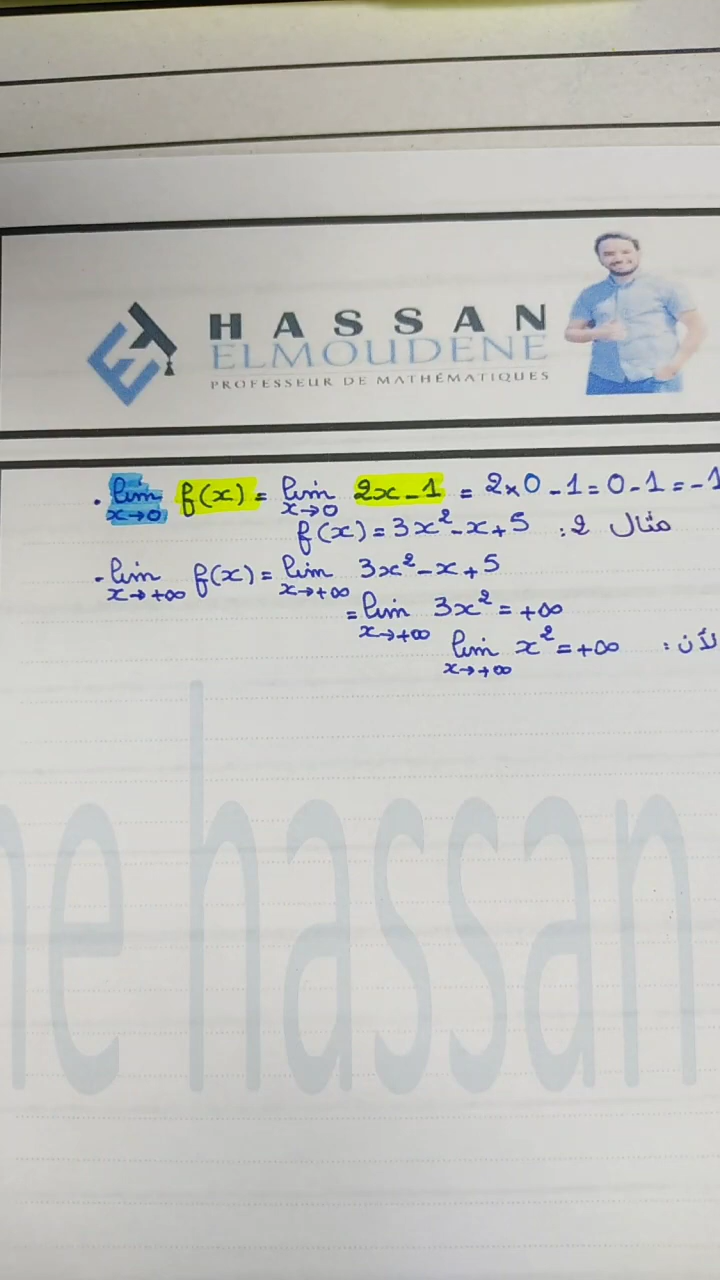 HASSAN
ELMOUDENE
PROFESSEUR DE MATHÉMATIQUES
. lim f(x) = lim 2x-1 = 2×0-1=0-1=-1
x→0 x→0
مثال 2: f(x)=3x²-x+5
- lim f(x)= lim 3x²-x+5
x→+∞ x→+∞
= lim 3x² = +∞
x→+∞
لأن: lim x² = +∞
x→+∞
ne hassan